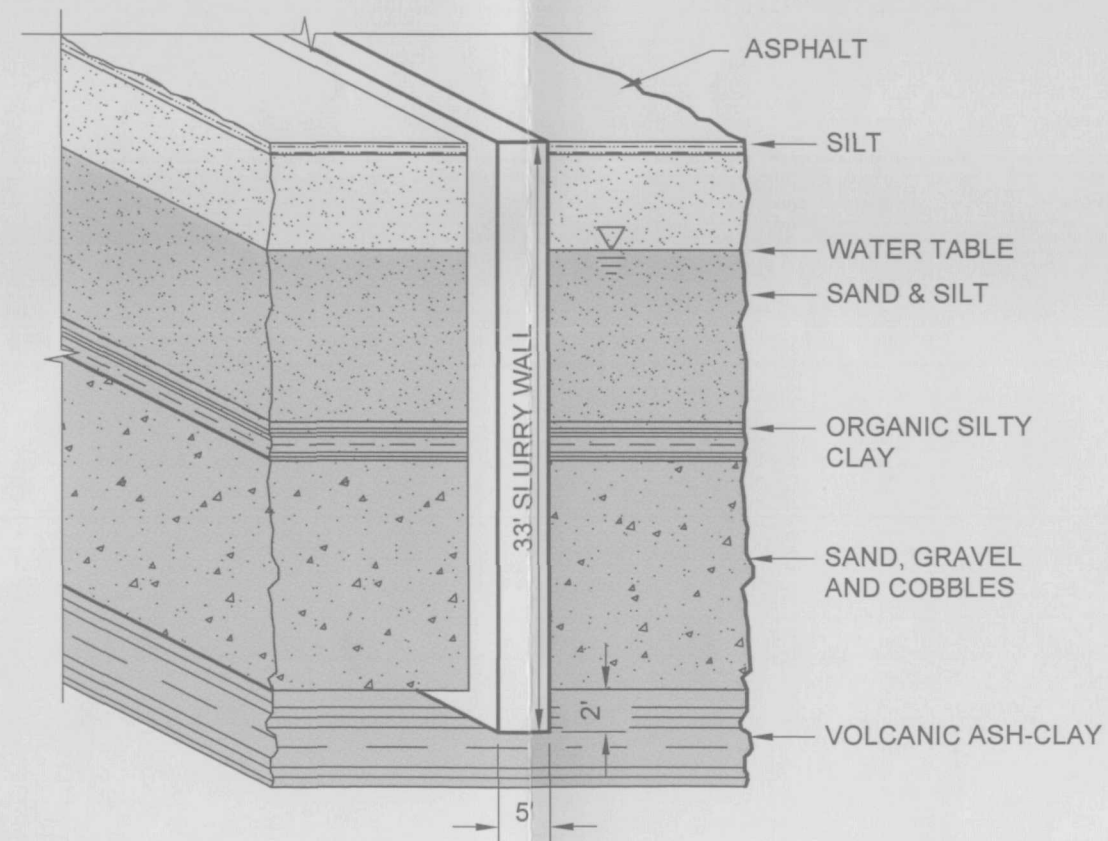 ASPHALT
SILT
WATER TABLE
SAND & SILT
33' SLURRY WALL
ORGANIC SILTY
CLAY
SAND, GRAVEL
AND COBBLES
2'
VOLCANIC ASH-CLAY
5'